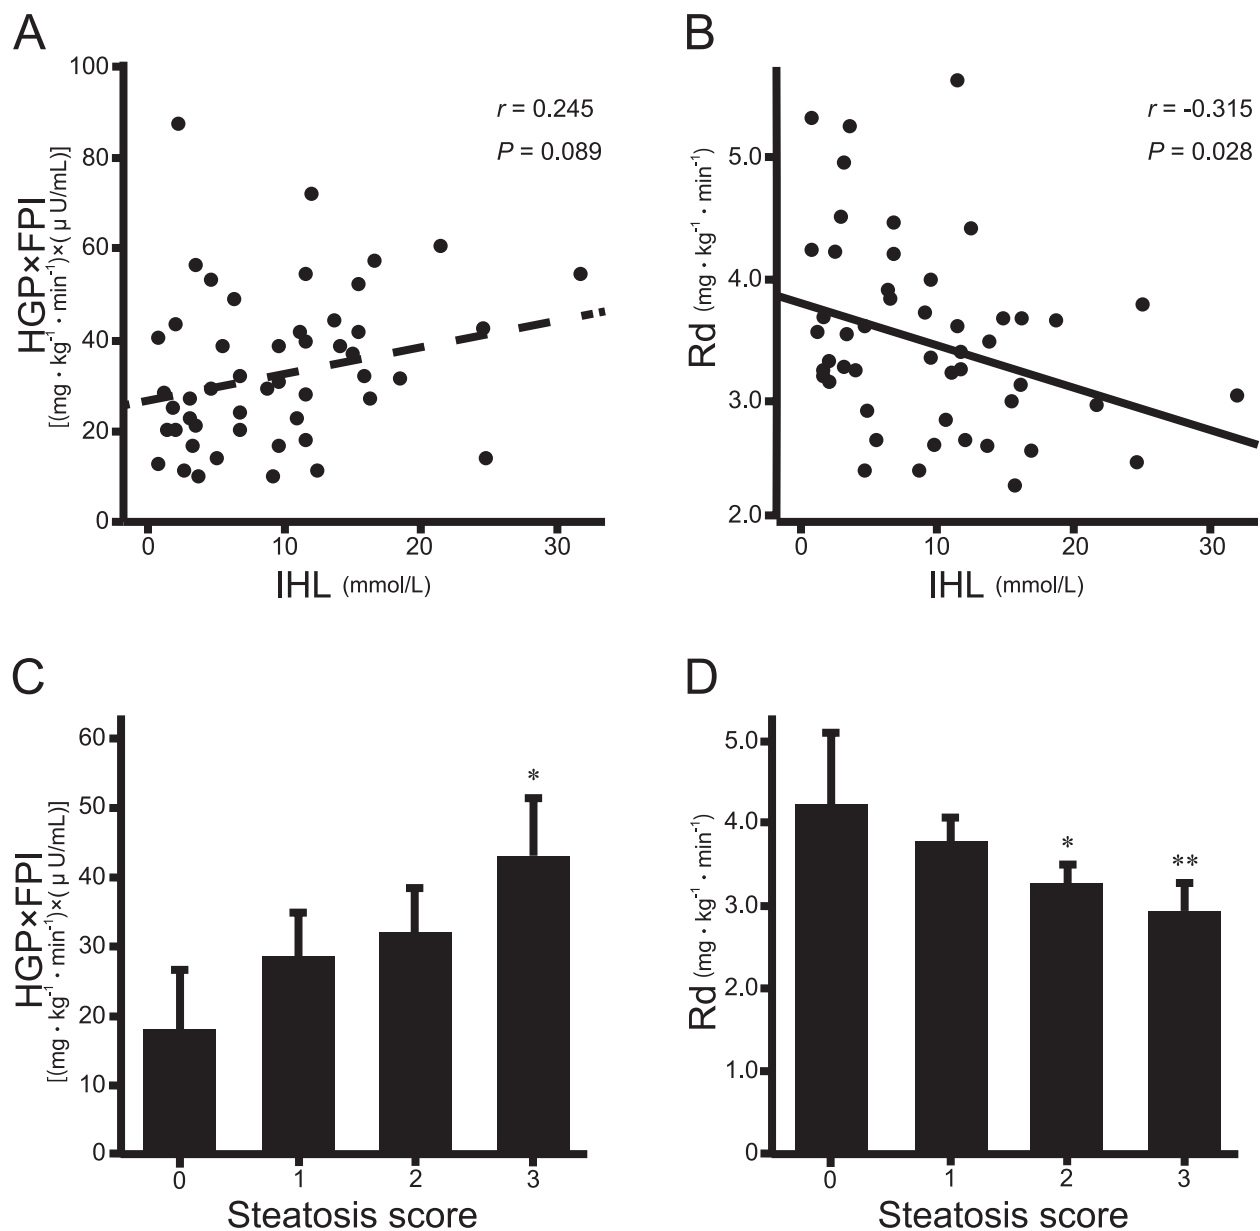 A
HGP×FPI
[(mg・kg⁻¹・min⁻¹)×(μ U/mL)]
100
80
60
40
20
0
r = 0.245
P = 0.089
0 10 20 30
IHL (mmol/L)
B
Rd (mg・kg⁻¹・min⁻¹)
5.0
4.0
3.0
2.0
r = -0.315
P = 0.028
0 10 20 30
IHL (mmol/L)
C
HGP×FPI
[(mg・kg⁻¹・min⁻¹)×(μ U/mL)]
60
50
40
30
20
10
0
*
0 1 2 3
Steatosis score
D
Rd (mg・kg⁻¹・min⁻¹)
5.0
4.0
3.0
2.0
1.0
0
*
**
0 1 2 3
Steatosis score